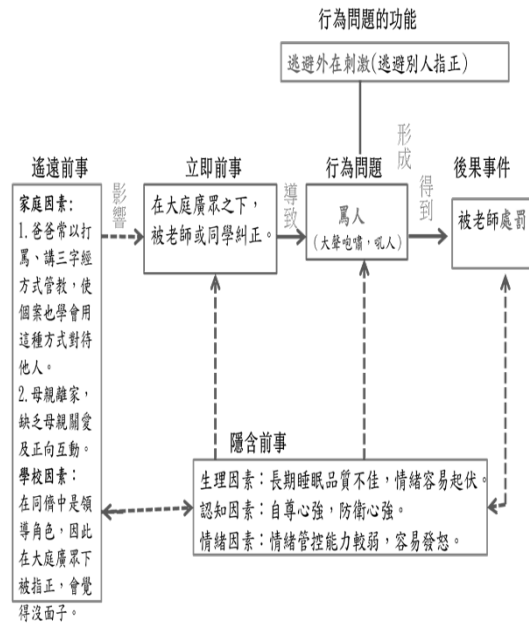 行為問題的功能
逃避外在刺激(逃避別人指正)
遙遠前事
家庭因素:
1.爸爸常以打
罵、講三字經
方式管教,使
個案也學會用
這種方式對待
他人。
2.母親離家,
缺乏母親關愛
及正向互動。
學校因素:
在同儕中是領
導角色,因此
在大庭廣眾下
被指正,會覺
得沒面子。
影響
立即前事
在大庭廣眾之下,
被老師或同學糾正。
導致
行為問題
罵人
(大聲咆嘯,吼人)
形成
得到
後果事件
被老師處罰
隱含前事
生理因素:長期睡眠品質不佳,情緒容易起伏。
認知因素:自尊心強,防衛心強。
情緒因素:情緒管控能力較弱,容易發怒。